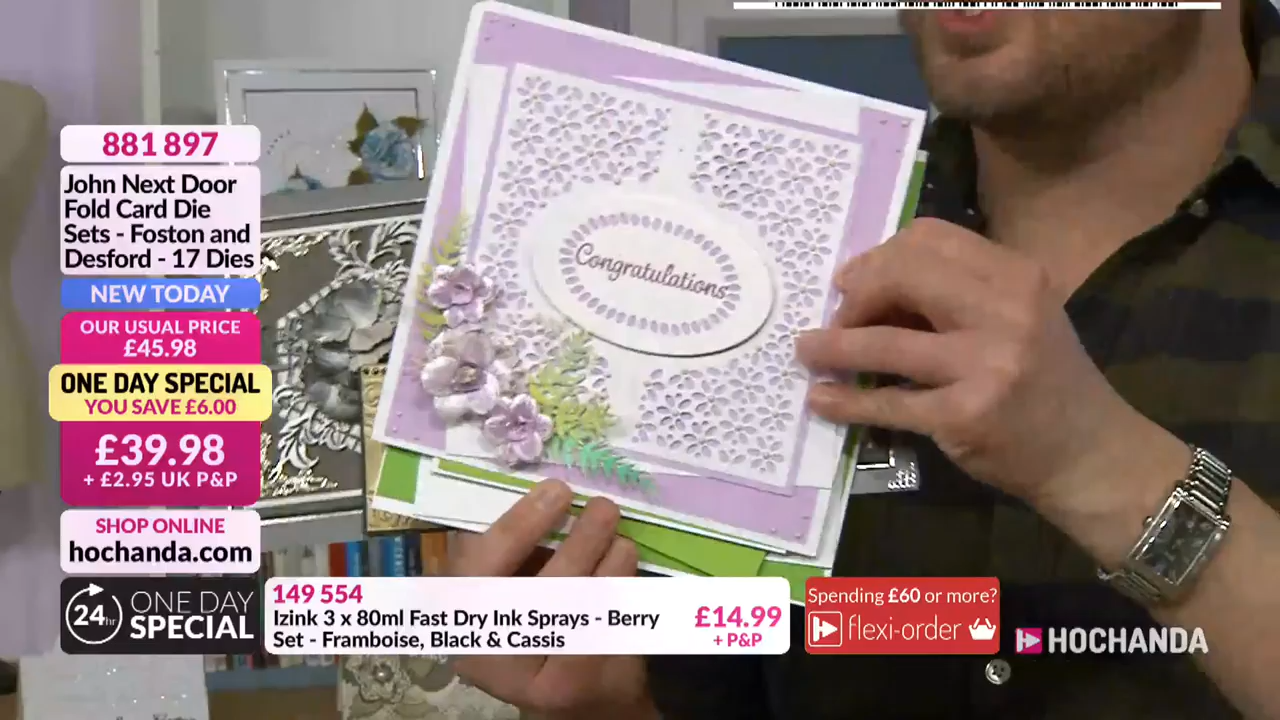 881 897
John Next Door
Fold Card Die
Sets - Foston and
Desford - 17 Dies
NEW TODAY
OUR USUAL PRICE
£45.98
ONE DAY SPECIAL
YOU SAVE £6.00
£39.98
+ £2.95 UK P&P
SHOP ONLINE
hochanda.com
24hr
ONE DAY
SPECIAL
149 554
Izink 3 x 80ml Fast Dry Ink Sprays - Berry
Set - Framboise, Black & Cassis
£14.99
+ P&P
Spending £60 or more?
flexi-order
HOCHANDA
Congratulations